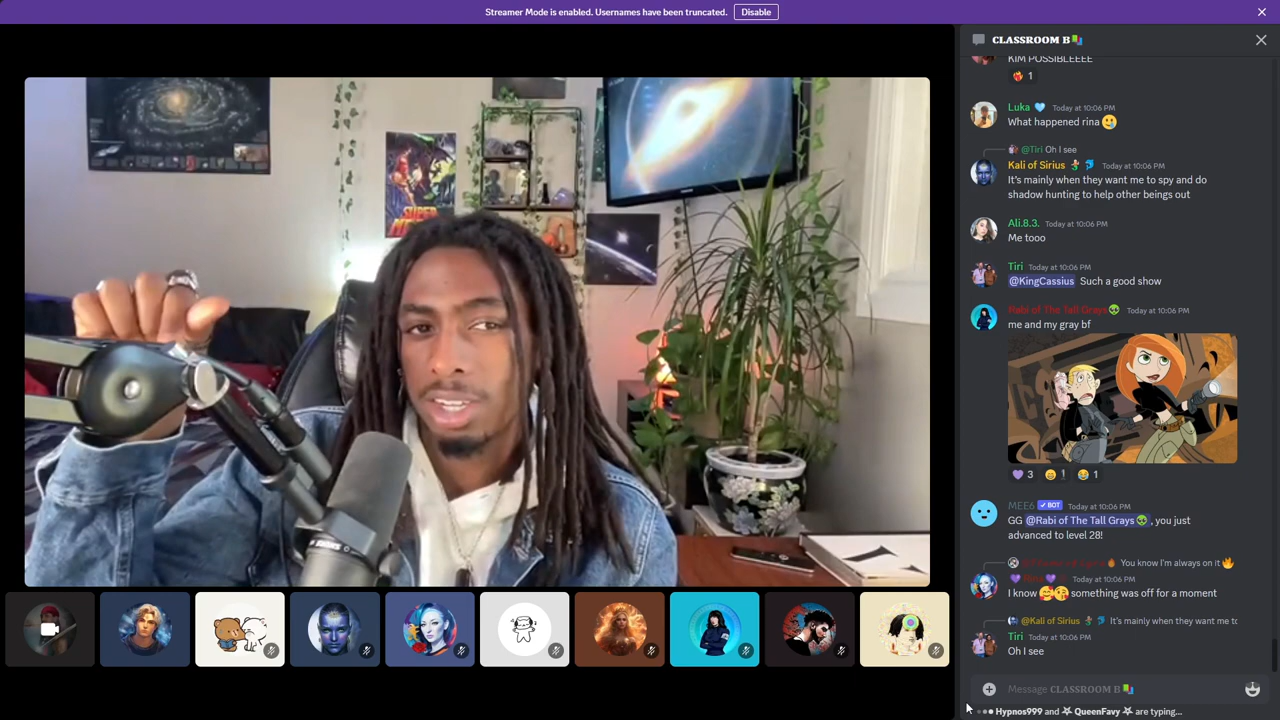 Streamer Mode is enabled. Usernames have been truncated. Disable
CLASSROOM B
KIM POSSIBLEEEE
1
Luka Today at 10:06 PM
What happened rina
@Tiri Oh I see
Kali of Sirius Today at 10:06 PM
It's mainly when they want me to spy and do
shadow hunting to help other beings out
Ali.8.3. Today at 10:06 PM
Me tooo
Tiri Today at 10:06 PM
@KingCassius Such a good show
Rabi of The Tall Grays Today at 10:06 PM
me and my gray bf
3 1 1
MEE6 BOT Today at 10:06 PM
GG @Rabi of The Tall Grays, you just
advanced to level 28!
You know I'm always on it
Rina Today at 10:06 PM
I know something was off for a moment
@Kali of Sirius It's mainly when they want me to
Tiri Today at 10:06 PM
Oh I see
Message CLASSROOM B
Hypnos999 and QueenFavy are typing...
SUPER